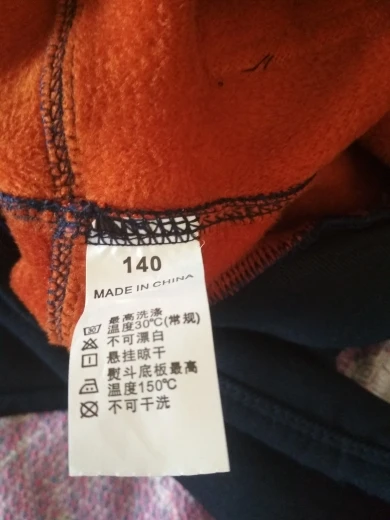 140
MADE IN CHINA
最高洗涤
温度30℃(常规)
不可漂白
悬挂晾干
熨斗底板最高
温度150℃
不可干洗